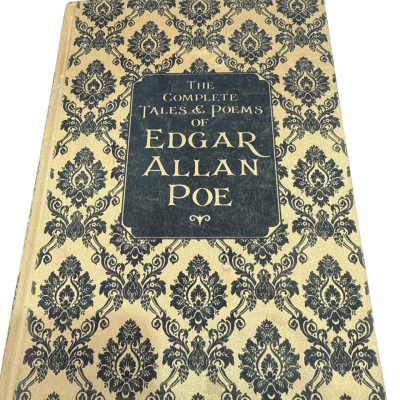 The
Complete
Tales & Poems
of
Edgar
Allan
Poe